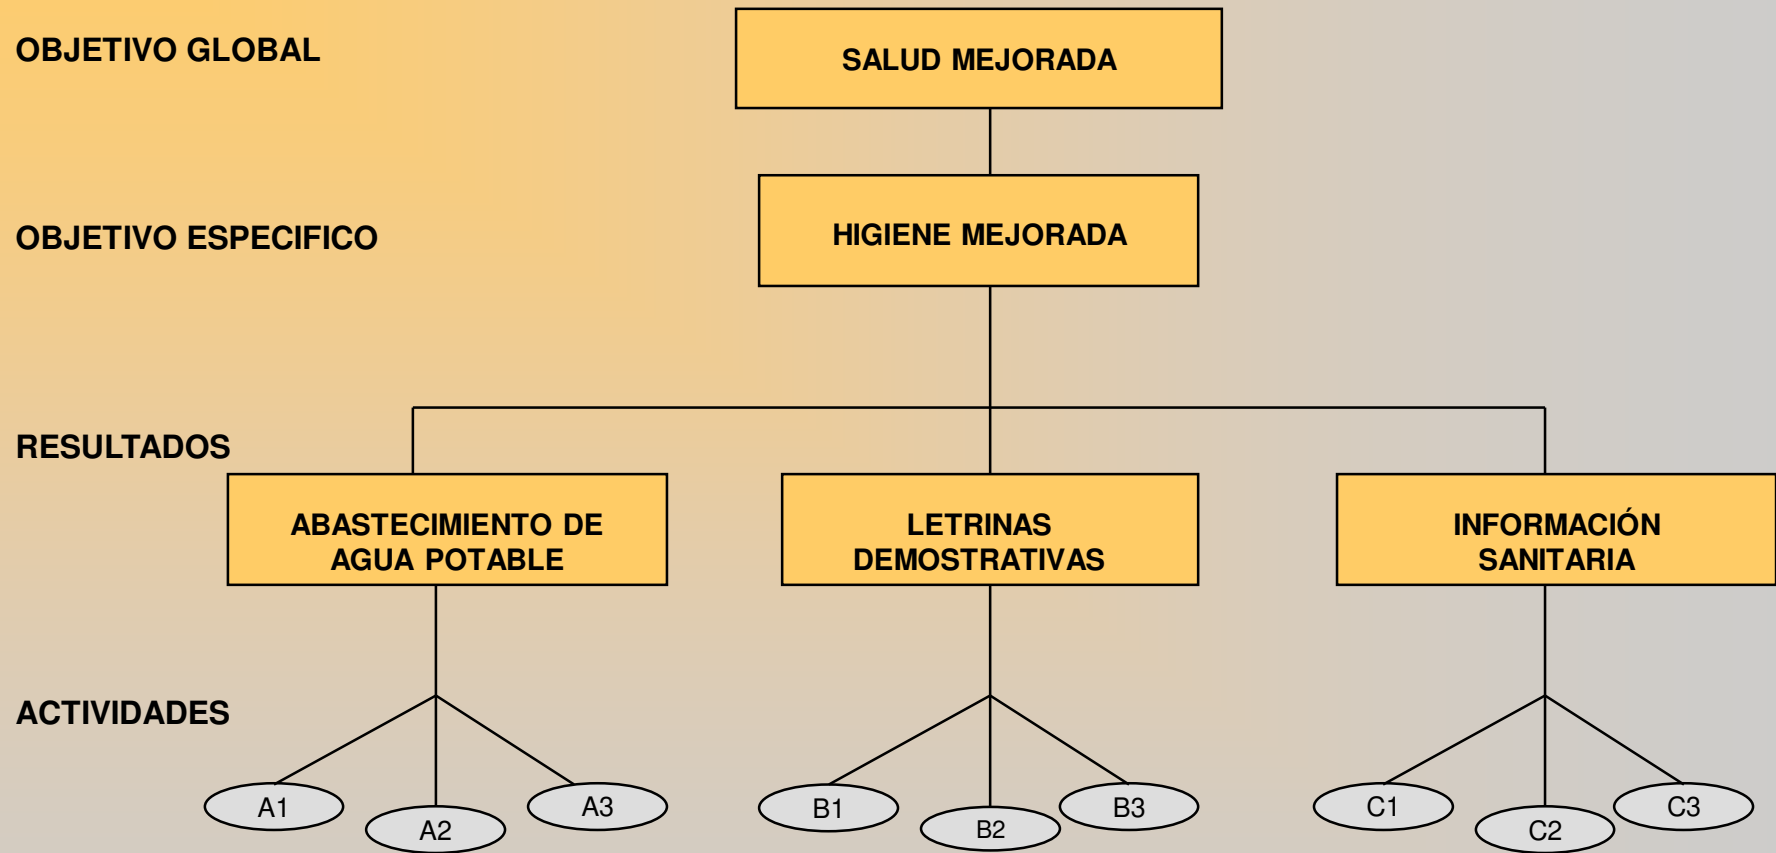 OBJETIVO GLOBAL
SALUD MEJORADA
OBJETIVO ESPECIFICO
HIGIENE MEJORADA
RESULTADOS
ABASTECIMIENTO DE
AGUA POTABLE
LETRINAS
DEMOSTRATIVAS
INFORMACIÓN
SANITARIA
ACTIVIDADES
A1
A2
A3
B1
B2
B3
C1
C2
C3